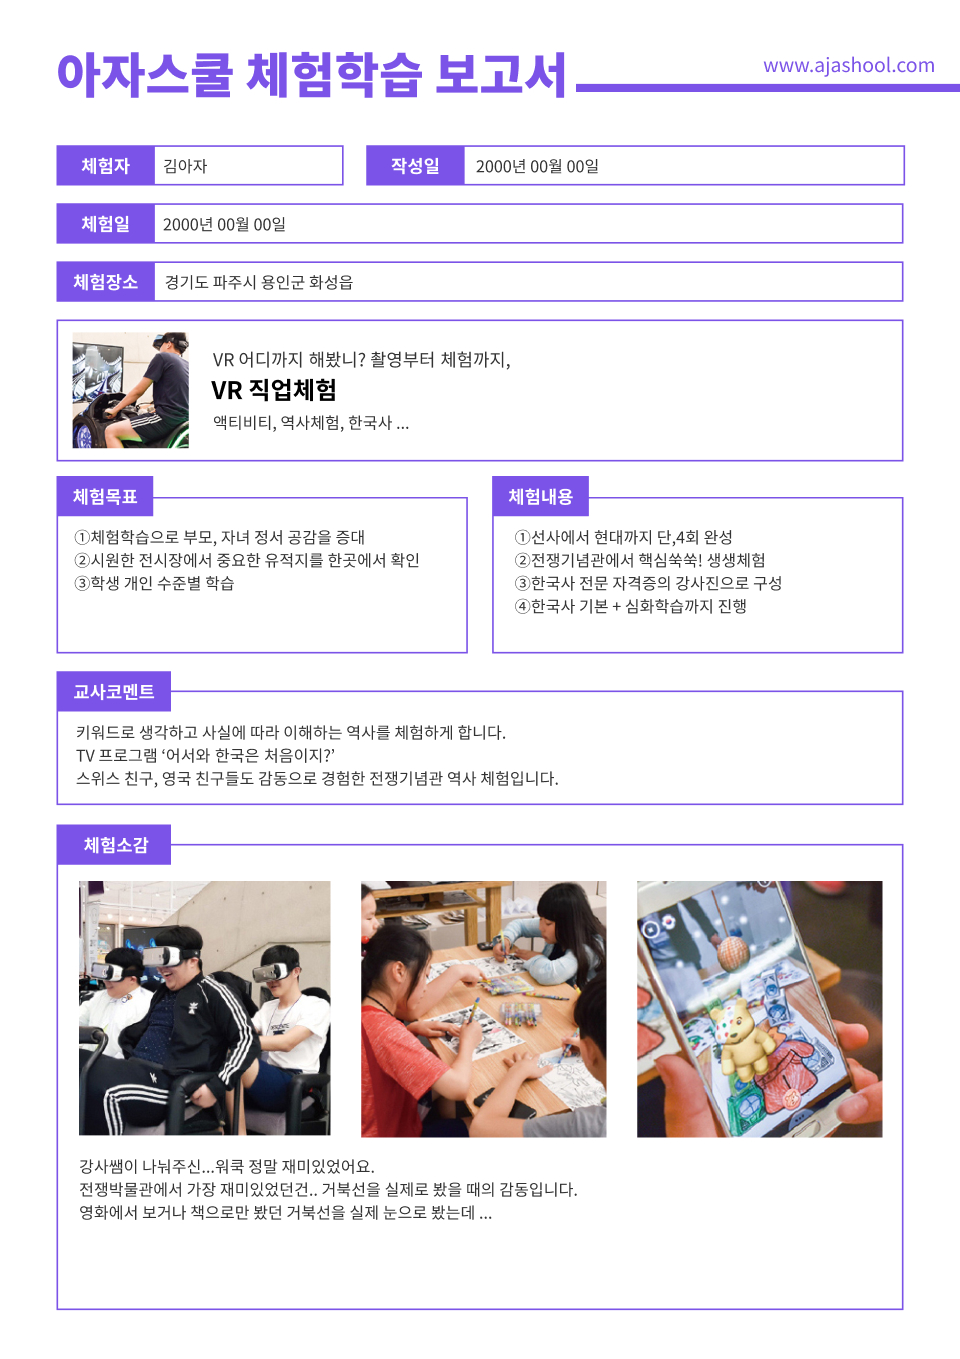 아자스쿨 체험학습 보고서
www.ajashool.com
체험자 김아자 작성일 2000년 00월 00일
체험일 2000년 00월 00일
체험장소 경기도 파주시 용인군 화성읍
VR 어디까지 해봤니? 촬영부터 체험까지,
VR 직업체험
액티비티, 역사체험, 한국사 ...
체험목표
①체험학습으로 부모, 자녀 정서 공감을 증대
②시원한 전시장에서 중요한 유적지를 한곳에서 확인
③학생 개인 수준별 학습
체험내용
①선사에서 현대까지 단,4회 완성
②전쟁기념관에서 핵심쏙쏙! 생생체험
③한국사 전문 자격증의 강사진으로 구성
④한국사 기본 + 심화학습까지 진행
교사코멘트
키워드로 생각하고 사실에 따라 이해하는 역사를 체험하게 합니다.
TV 프로그램 ‘어서와 한국은 처음이지?’
스위스 친구, 영국 친구들도 감동으로 경험한 전쟁기념관 역사 체험입니다.
체험소감
강사쌤이 나눠주신...워쿡 정말 재미있었어요.
전쟁박물관에서 가장 재미있었던건.. 거북선을 실제로 봤을 때의 감동입니다.
영화에서 보거나 책으로만 봤던 거북선을 실제 눈으로 봤는데 ...